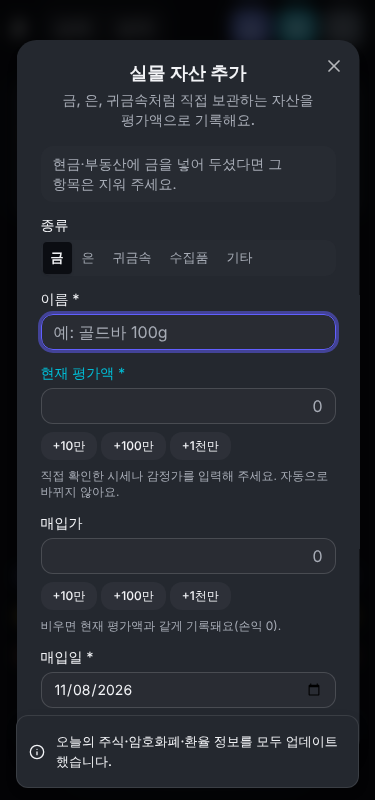 실물 자산 추가
금, 은, 귀금속처럼 직접 보관하는 자산을
평가액으로 기록해요.
현금·부동산에 금을 넣어 두셨다면 그
항목은 지워 주세요.
종류
금 은 귀금속 수집품 기타
이름 *
예: 골드바 100g
현재 평가액 *
0
+10만 +100만 +1천만
직접 확인한 시세나 감정가를 입력해 주세요. 자동으로
바뀌지 않아요.
매입가
0
+10만 +100만 +1천만
비우면 현재 평가액과 같게 기록돼요(손익 0).
매입일 *
11/08/2026
오늘의 주식·암호화폐·환율 정보를 모두 업데이트
했습니다.